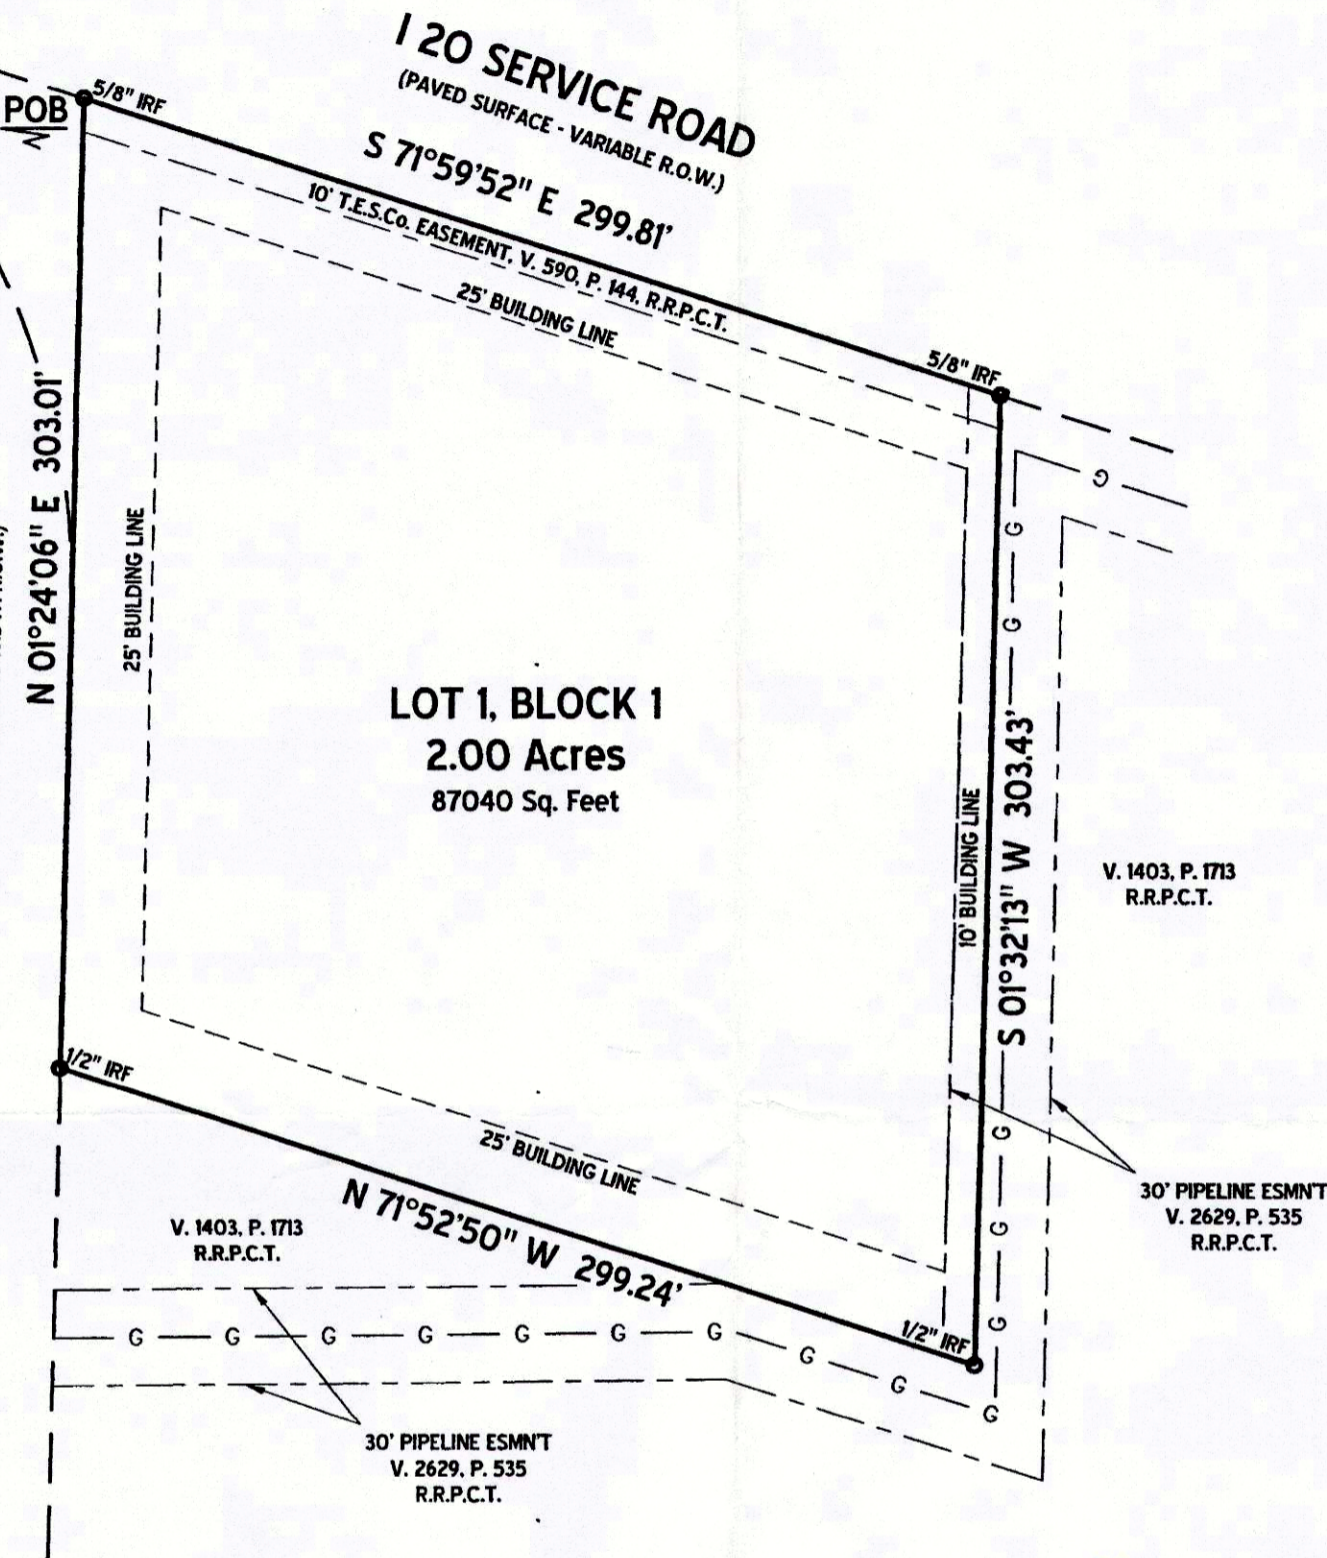 I 20 SERVICE ROAD
(PAVED SURFACE - VARIABLE R.O.W.)
S 71°59'52" E 299.81'
POB
5/8" IRF
10' T.E.S.Co. EASEMENT, V. 590, P. 144, R.R.P.C.T.
25' BUILDING LINE
5/8" IRF
G
N 01°24'06" E 303.01'
25' BUILDING LINE
G
G
LOT 1, BLOCK 1
2.00 Acres
87040 Sq. Feet
10' BUILDING LINE
S 01°32'13" W 303.43'
V. 1403, P. 1713
R.R.P.C.T.
1/2" IRF
25' BUILDING LINE
N 71°52'50" W 299.24'
G
G
G
30' PIPELINE ESMN'T
V. 2629, P. 535
R.R.P.C.T.
V. 1403, P. 1713
R.R.P.C.T.
G G G G G G G G G G
1/2" IRF
30' PIPELINE ESMN'T
V. 2629, P. 535
R.R.P.C.T.